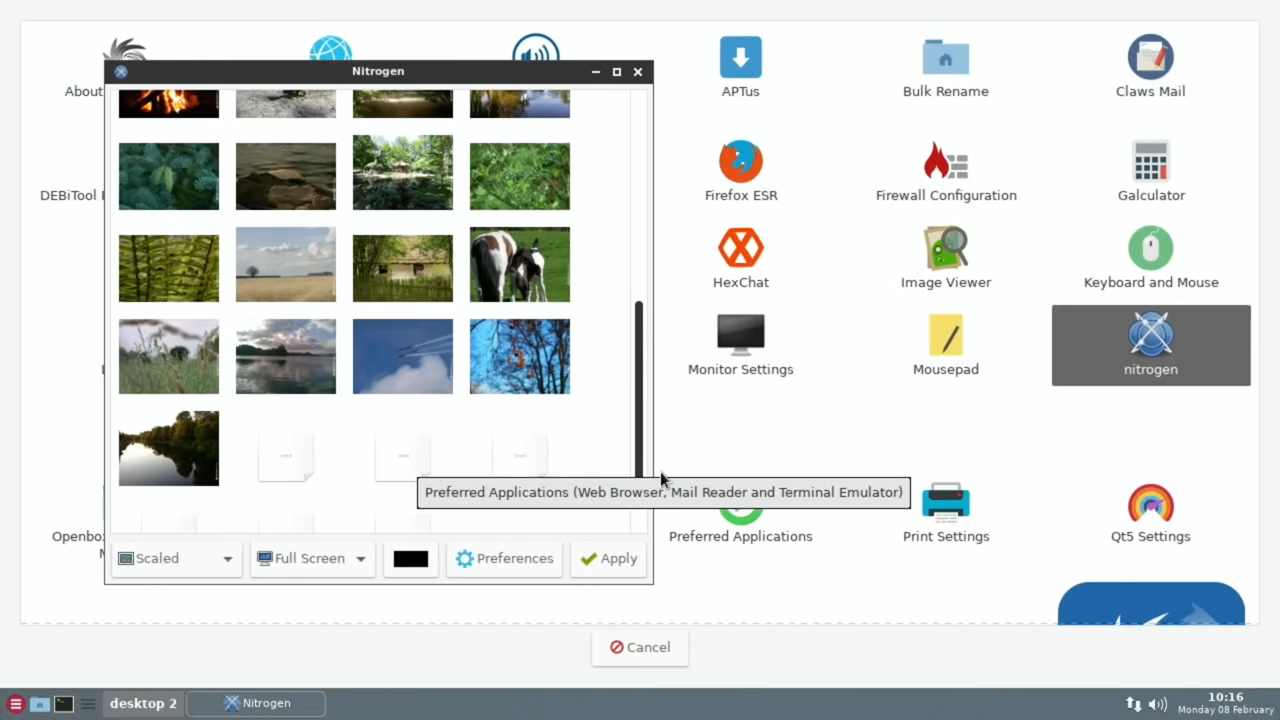 Nitrogen
About
APTus
Bulk Rename
Claws Mail
DEBiTool
Firefox ESR
Firewall Configuration
Galculator
HexChat
Image Viewer
Keyboard and Mouse
Monitor Settings
Mousepad
nitrogen
Preferred Applications (Web Browser, Mail Reader and Terminal Emulator)
Openbo
Preferred Applications
Print Settings
Qt5 Settings
Scaled
Full Screen
Preferences
Apply
Cancel
desktop 2
Nitrogen
10:16
Monday 08 February